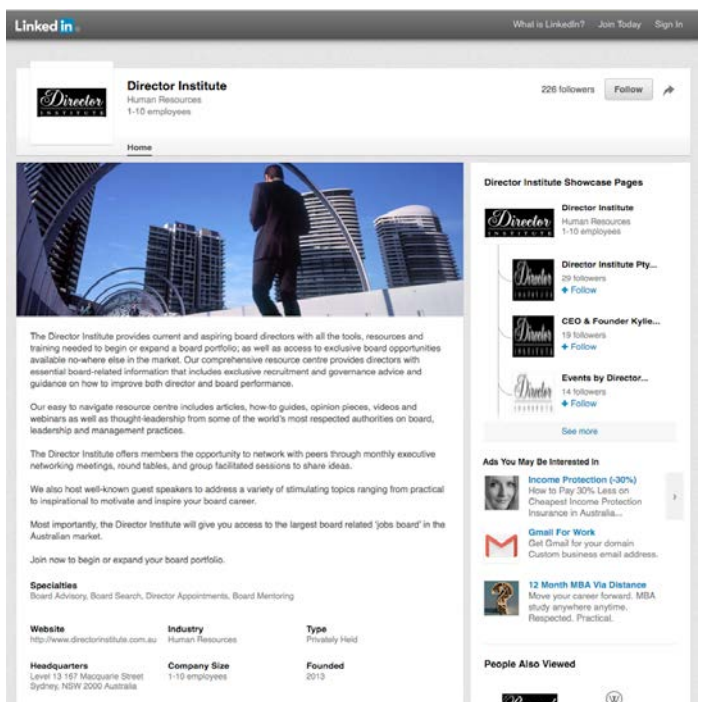 Linked in
What is LinkedIn? Join Today Sign In
Director
INSTITUTE
Director Institute
Human Resources
1-10 employees
226 followers Follow
Home
The Director Institute provides current and aspiring board directors with all the tools, resources and
training needed to begin or expand a board portfolio; as well as access to exclusive board opportunities
available no-where else in the market. Our comprehensive resource centre provides directors with
essential board-related information that includes exclusive recruitment and governance advice and
guidance on how to improve both director and board performance.
Our easy to navigate resource centre includes articles, how-to guides, opinion pieces, videos and
webinars as well as thought-leadership from some of the world's most respected authorities on board,
leadership and management practices.
The Director Institute offers members the opportunity to network with peers through monthly executive
networking meetings, round tables, and group facilitated sessions to share ideas.
We also host well-known guest speakers to address a variety of stimulating topics ranging from practical
to inspirational to motivate and inspire your board career.
Most importantly, the Director Institute will give you access to the largest board related 'jobs board' in the
Australian market.
Join now to begin or expand your board portfolio.
Specialties
Board Advisory, Board Search, Director Appointments, Board Mentoring
Website Industry Type
http://www.directorinstitute.com.au Human Resources Privately Held
Headquarters Company Size Founded
Level 13 167 Macquarie Street 1-10 employees 2013
Sydney, NSW 2000 Australia
Director Institute Showcase Pages
Director
INSTITUTE
Director Institute
Human Resources
1-10 employees
Director
INSTITUTE
Director Institute Pty...
29 followers
+ Follow
Director
INSTITUTE
CEO & Founder Kylie...
19 followers
+ Follow
Director
INSTITUTE
Events by Director...
14 followers
+ Follow
See more
Ads You May Be Interested In
Income Protection (-30%)
How to Pay 30% Less on
Cheapest Income Protection
Insurance in Australia...
Gmail For Work
Get Gmail for your domain
Custom business email address.
12 Month MBA Via Distance
Move your career forward. MBA
study anywhere anytime.
Respected. Practical.
People Also Viewed